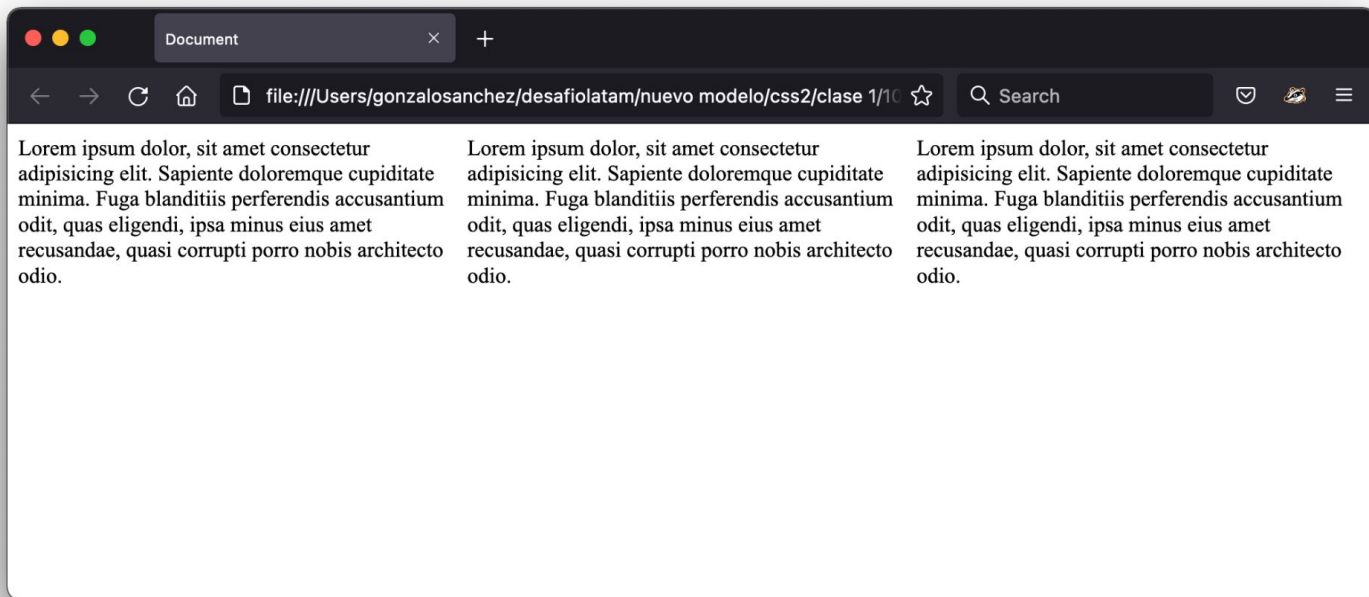 Document
file:///Users/gonzalosanchez/desafiolatam/nuevo modelo/css2/clase 1/10
Search
Lorem ipsum dolor, sit amet consectetur
adipisicing elit. Sapiente doloremque cupiditate
minima. Fuga blanditiis perferendis accusantium
odit, quas eligendi, ipsa minus eius amet
recusandae, quasi corrupti porro nobis architecto
odio.
Lorem ipsum dolor, sit amet consectetur
adipisicing elit. Sapiente doloremque cupiditate
minima. Fuga blanditiis perferendis accusantium
odit, quas eligendi, ipsa minus eius amet
recusandae, quasi corrupti porro nobis architecto
odio.
Lorem ipsum dolor, sit amet consectetur
adipisicing elit. Sapiente doloremque cupiditate
minima. Fuga blanditiis perferendis accusantium
odit, quas eligendi, ipsa minus eius amet
recusandae, quasi corrupti porro nobis architecto
odio.